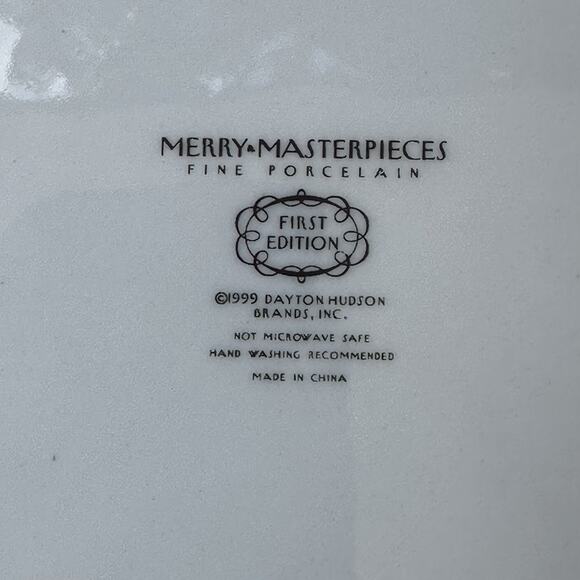 MERRY•MASTERPIECES
FINE PORCELAIN
FIRST
EDITION
©1999 DAYTON HUDSON
BRANDS, INC.
NOT MICROWAVE SAFE
HAND WASHING RECOMMENDED
MADE IN CHINA